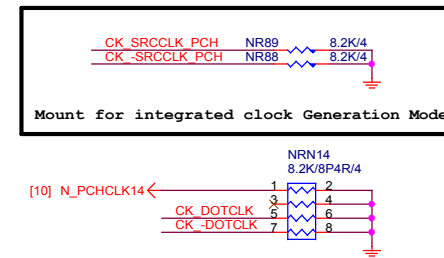 CK_SRCCLK_PCH NR89 8.2K/4
CK_-SRCCLK_PCH NR88 8.2K/4
Mount for integrated clock Generation Mode
NRN14
8.2K/8P4R/4
[10] N_PCHCLK14 1 2
3 4
CK_DOTCLK 5 6
CK_-DOTCLK 7 8